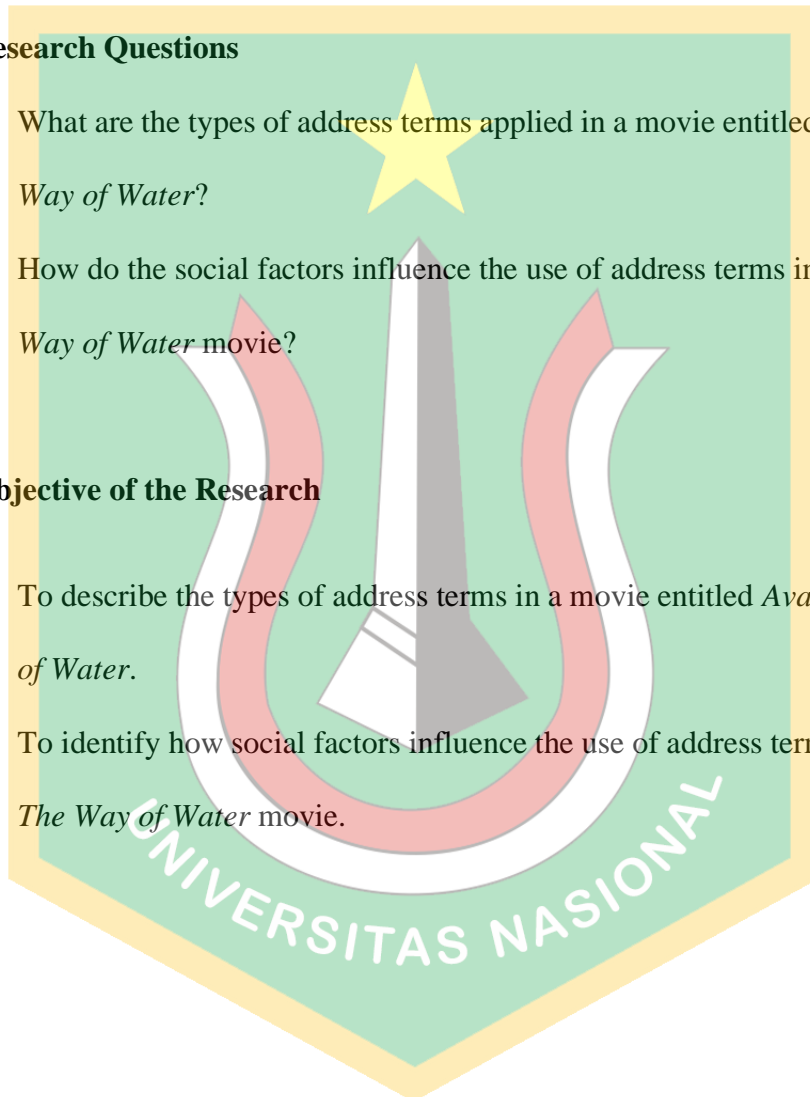 esearch Questions
What are the types of address terms applied in a movie entitled
Way of Water?
How do the social factors influence the use of address terms in
Way of Water movie?
bjective of the Research
To describe the types of address terms in a movie entitled Ava
of Water.
To identify how social factors influence the use of address ter
The Way of Water movie.
UNIVERSITAS NASIONAL